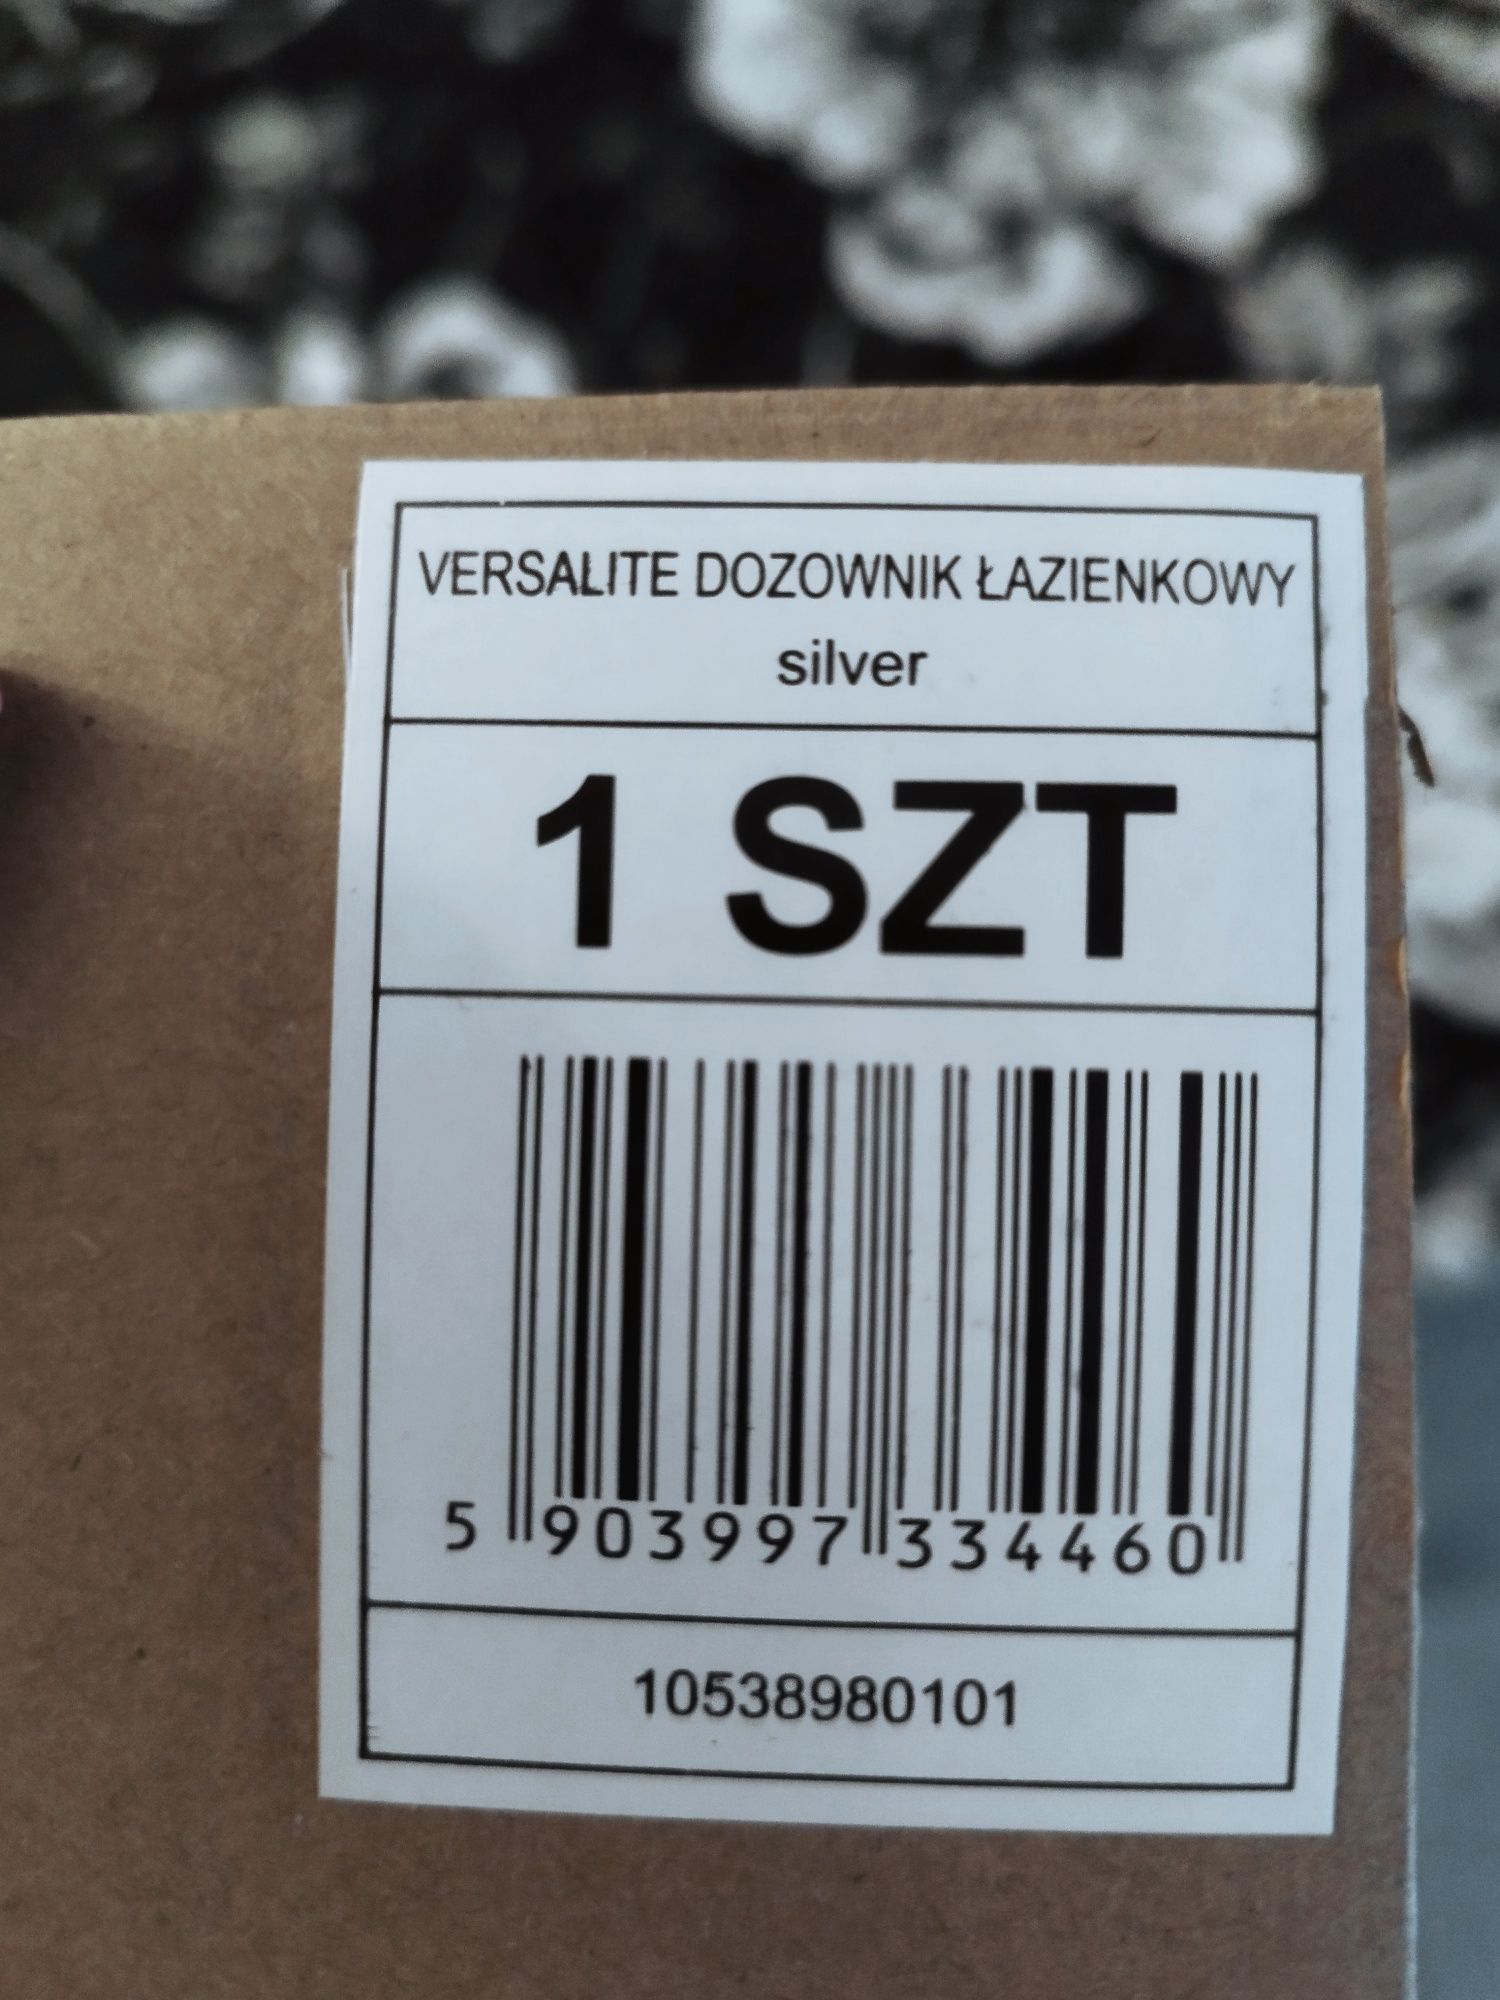 VERSALITE DOZOWNIK ŁAZIENKOWY
silver
1 SZT
5 903997 334460
10538980101